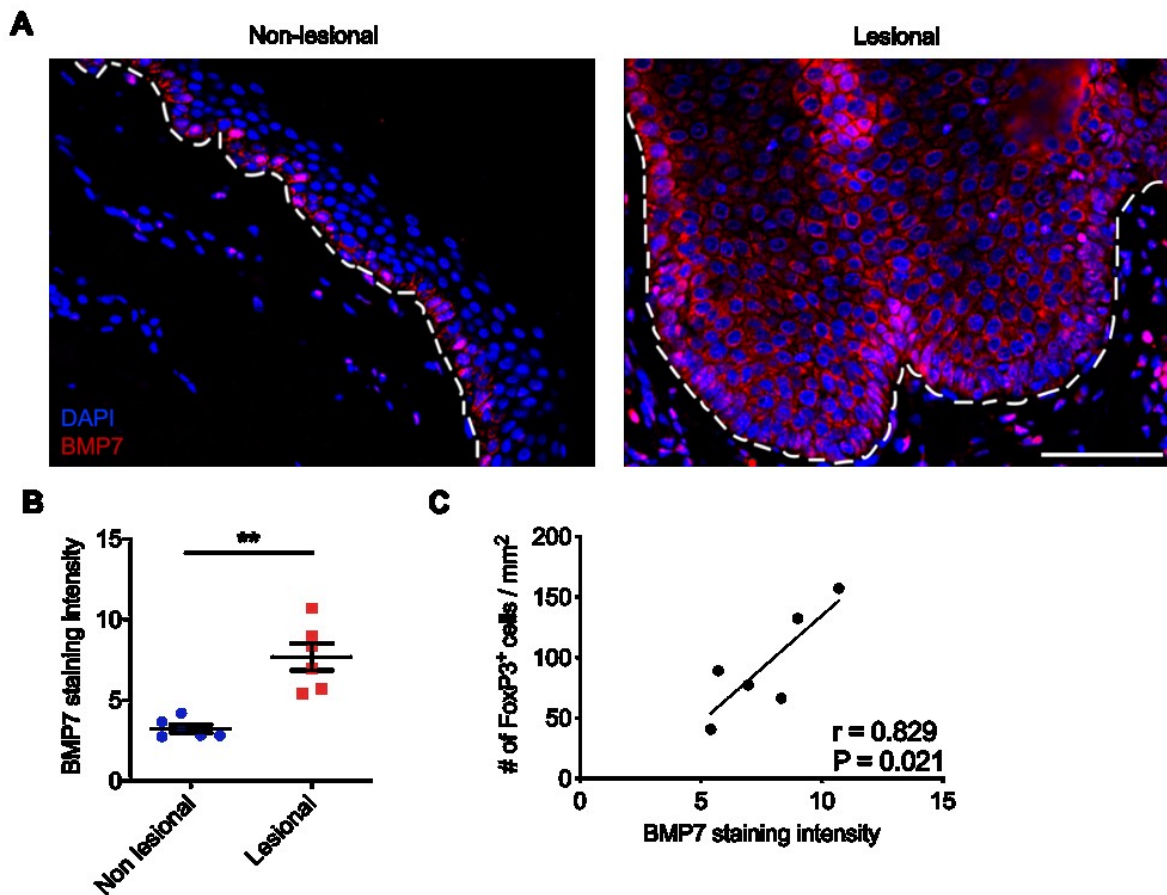 A
Non-lesional
Lesional
DAPI
BMP7
B
BMP7 staining intensity
15
10
5
0
**
Non lesional
Lesional
C
# of FoxP3⁺ cells / mm²
200
150
100
50
0
r = 0.829
P = 0.021
0 5 10 15
BMP7 staining intensity